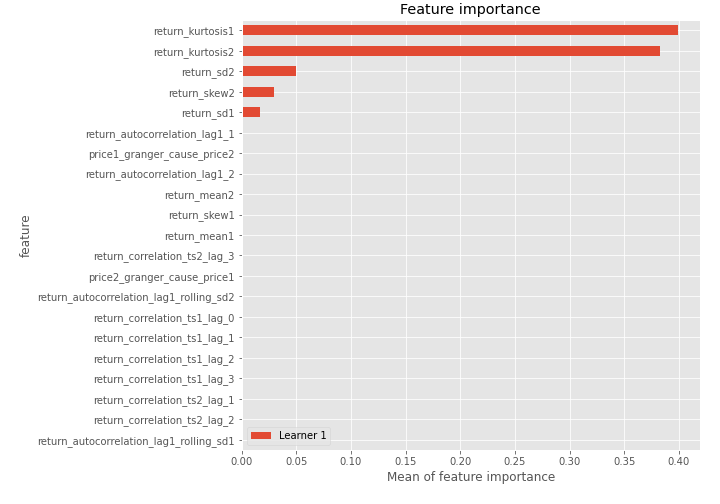 Feature importance
return_kurtosis1
return_kurtosis2
return_sd2
return_skew2
return_sd1
return_autocorrelation_lag1_1
price1_granger_cause_price2
return_autocorrelation_lag1_2
return_mean2
return_skew1
return_mean1
return_correlation_ts2_lag_3
price2_granger_cause_price1
return_autocorrelation_lag1_rolling_sd2
return_correlation_ts1_lag_0
return_correlation_ts1_lag_1
return_correlation_ts1_lag_2
return_correlation_ts1_lag_3
return_correlation_ts2_lag_1
return_correlation_ts2_lag_2
return_autocorrelation_lag1_rolling_sd1
feature
Learner 1
0.00 0.05 0.10 0.15 0.20 0.25 0.30 0.35 0.40
Mean of feature importance